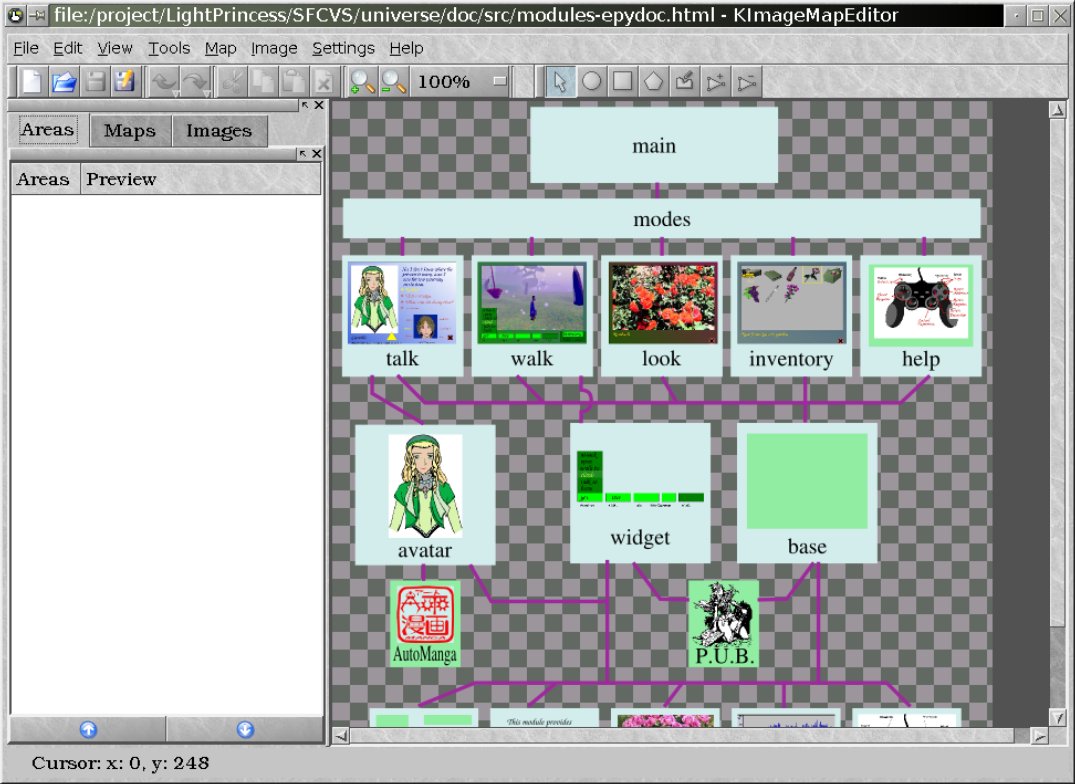 file:/project/LightPrincess/SFCVS/universe/doc/src/modules-epydoc.html - KImageMapEditor
File Edit View Tools Map Image Settings Help
100%
Areas Maps Images
Areas Preview
main
modes
talk walk look inventory help
avatar widget base
漫画
AutoManga P.U.B.
This module provides
Cursor: x: 0, y: 248